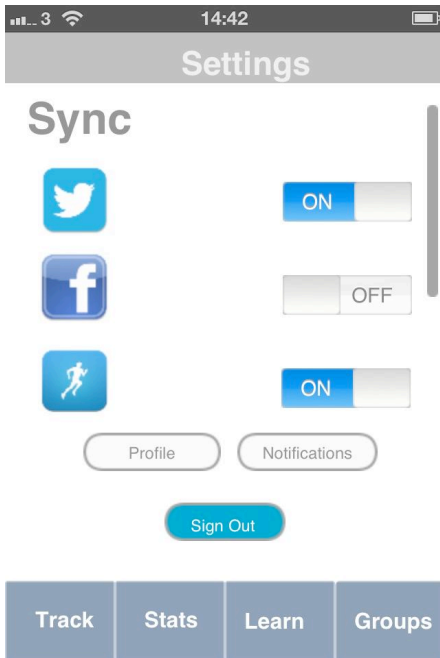 3 14:42
Settings
Sync
ON
f
OFF
ON
Profile Notifications
Sign Out
Track Stats Learn Groups